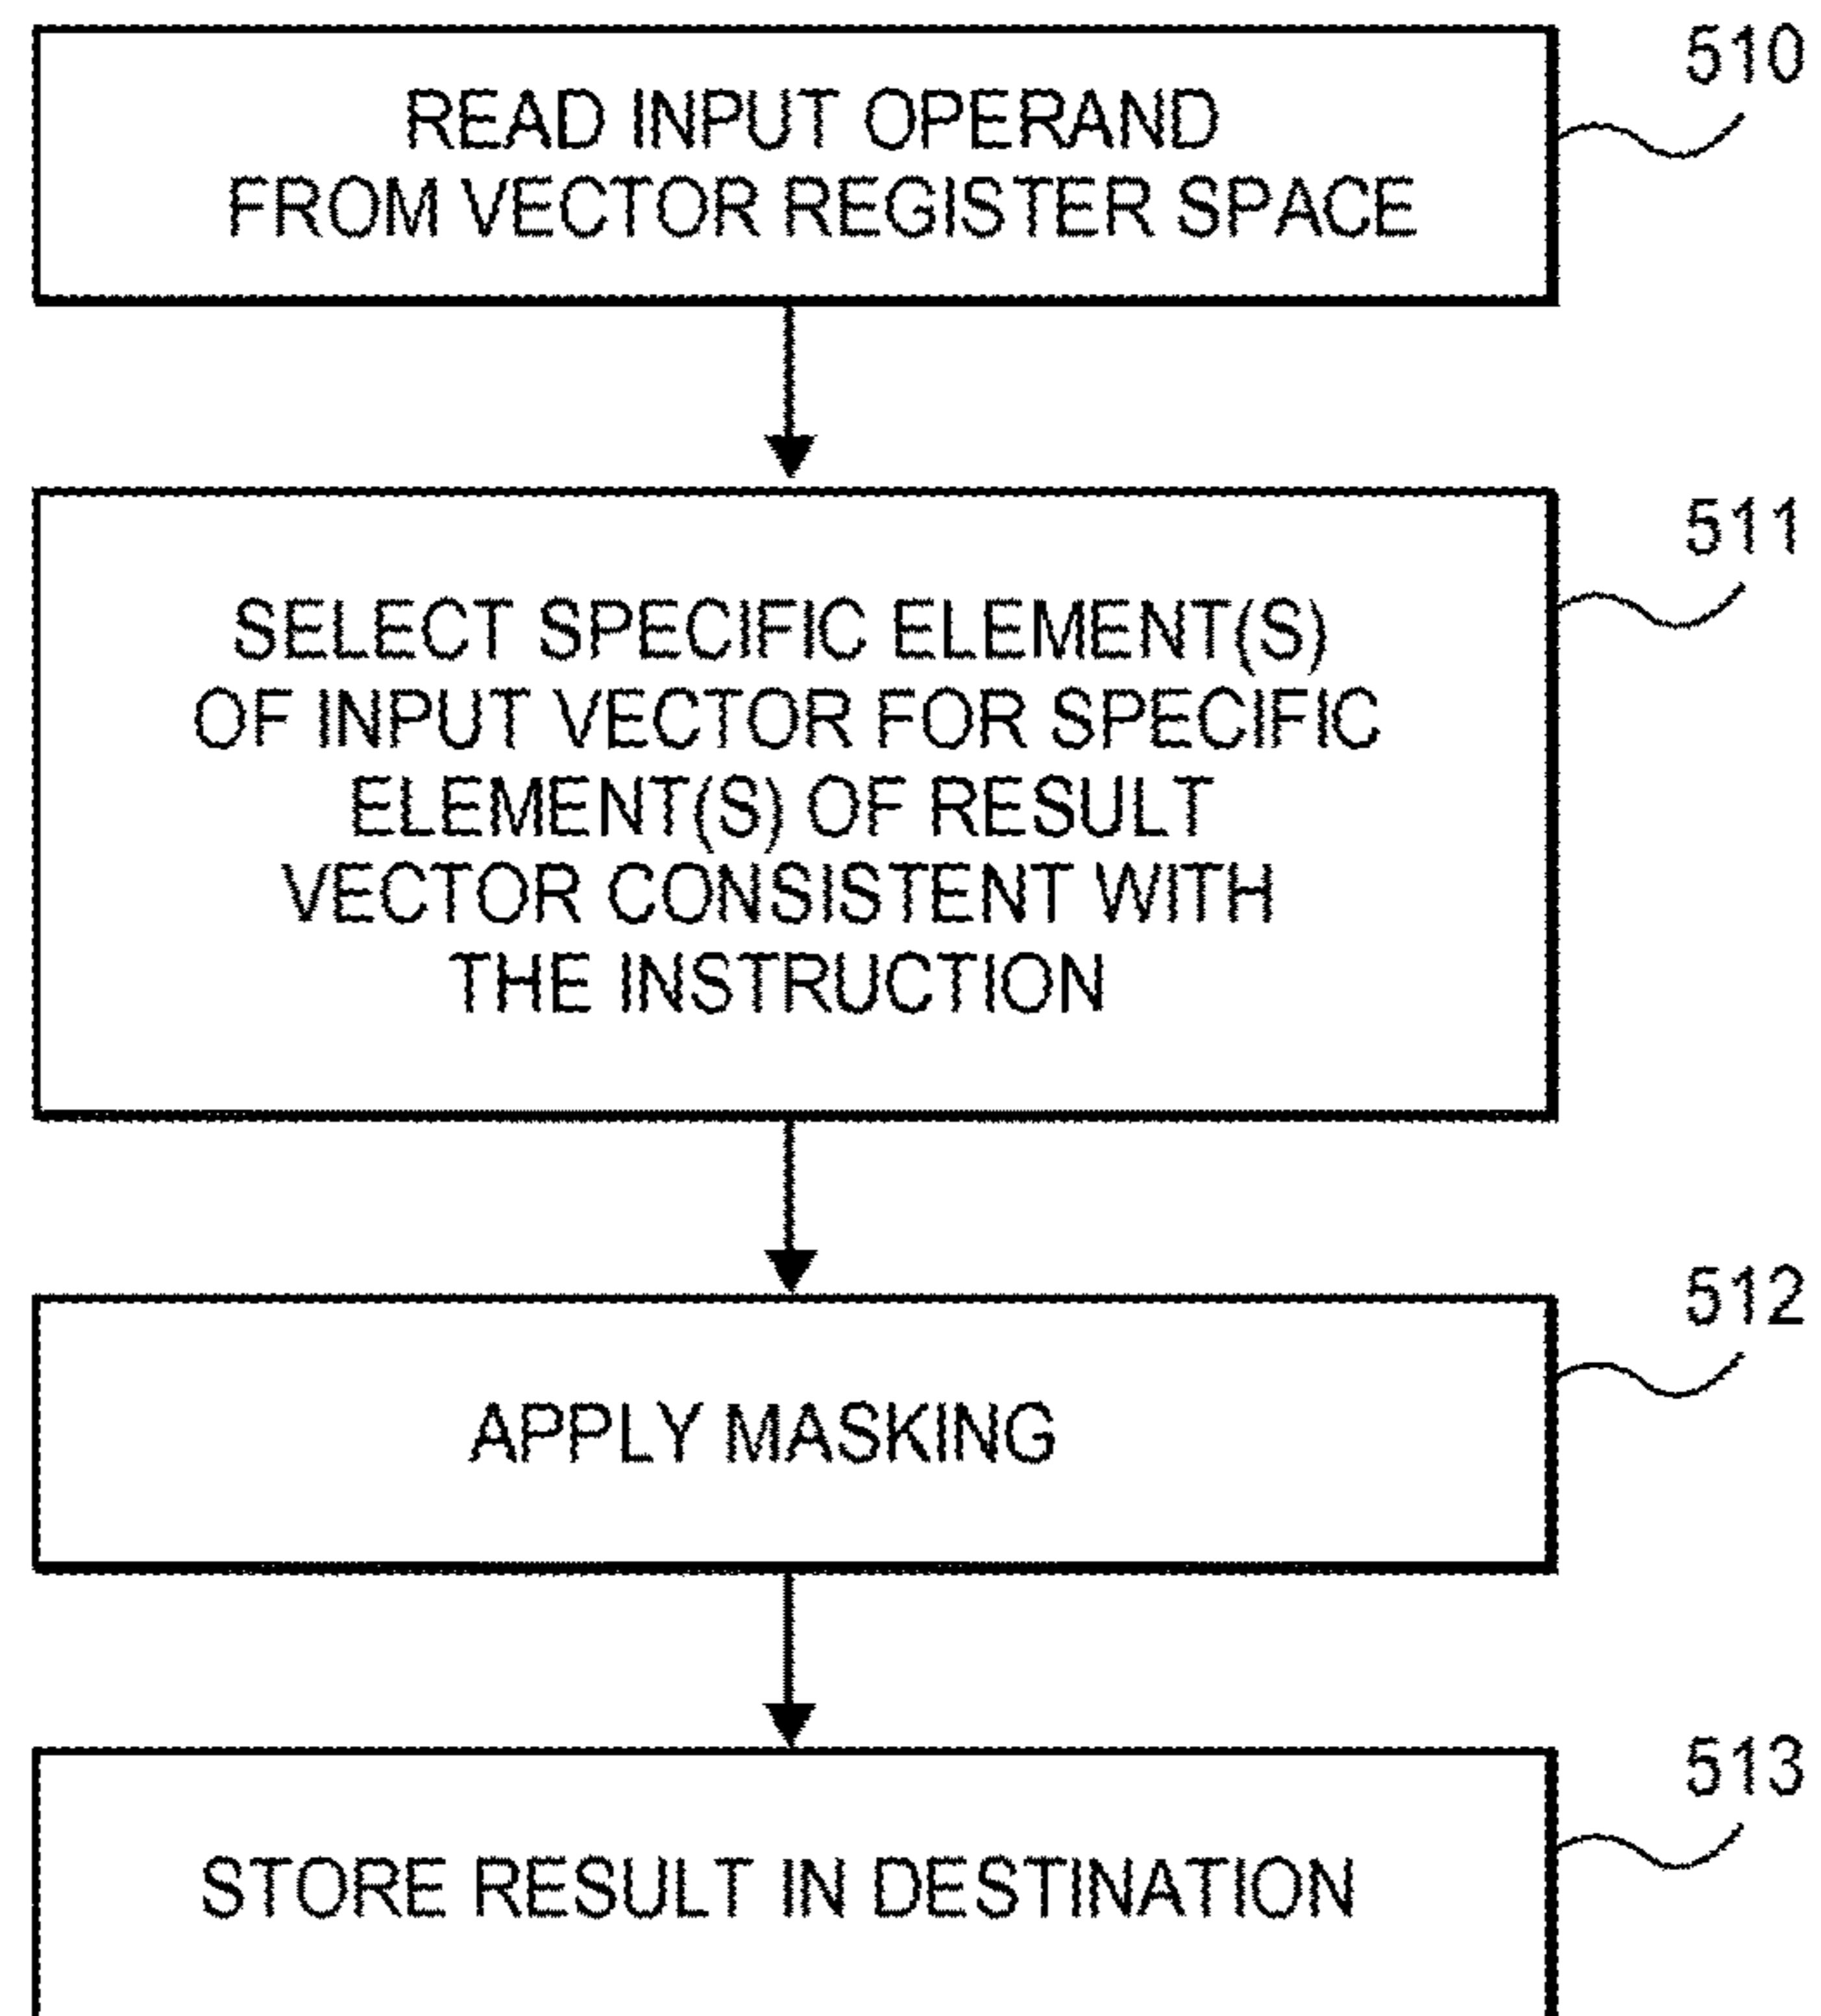 510
READ INPUT OPERAND
FROM VECTOR REGISTER SPACE
511
SELECT SPECIFIC ELEMENT(S)
OF INPUT VECTOR FOR SPECIFIC
ELEMENT(S) OF RESULT
VECTOR CONSISTENT WITH
THE INSTRUCTION
512
APPLY MASKING
513
STORE RESULT IN DESTINATION